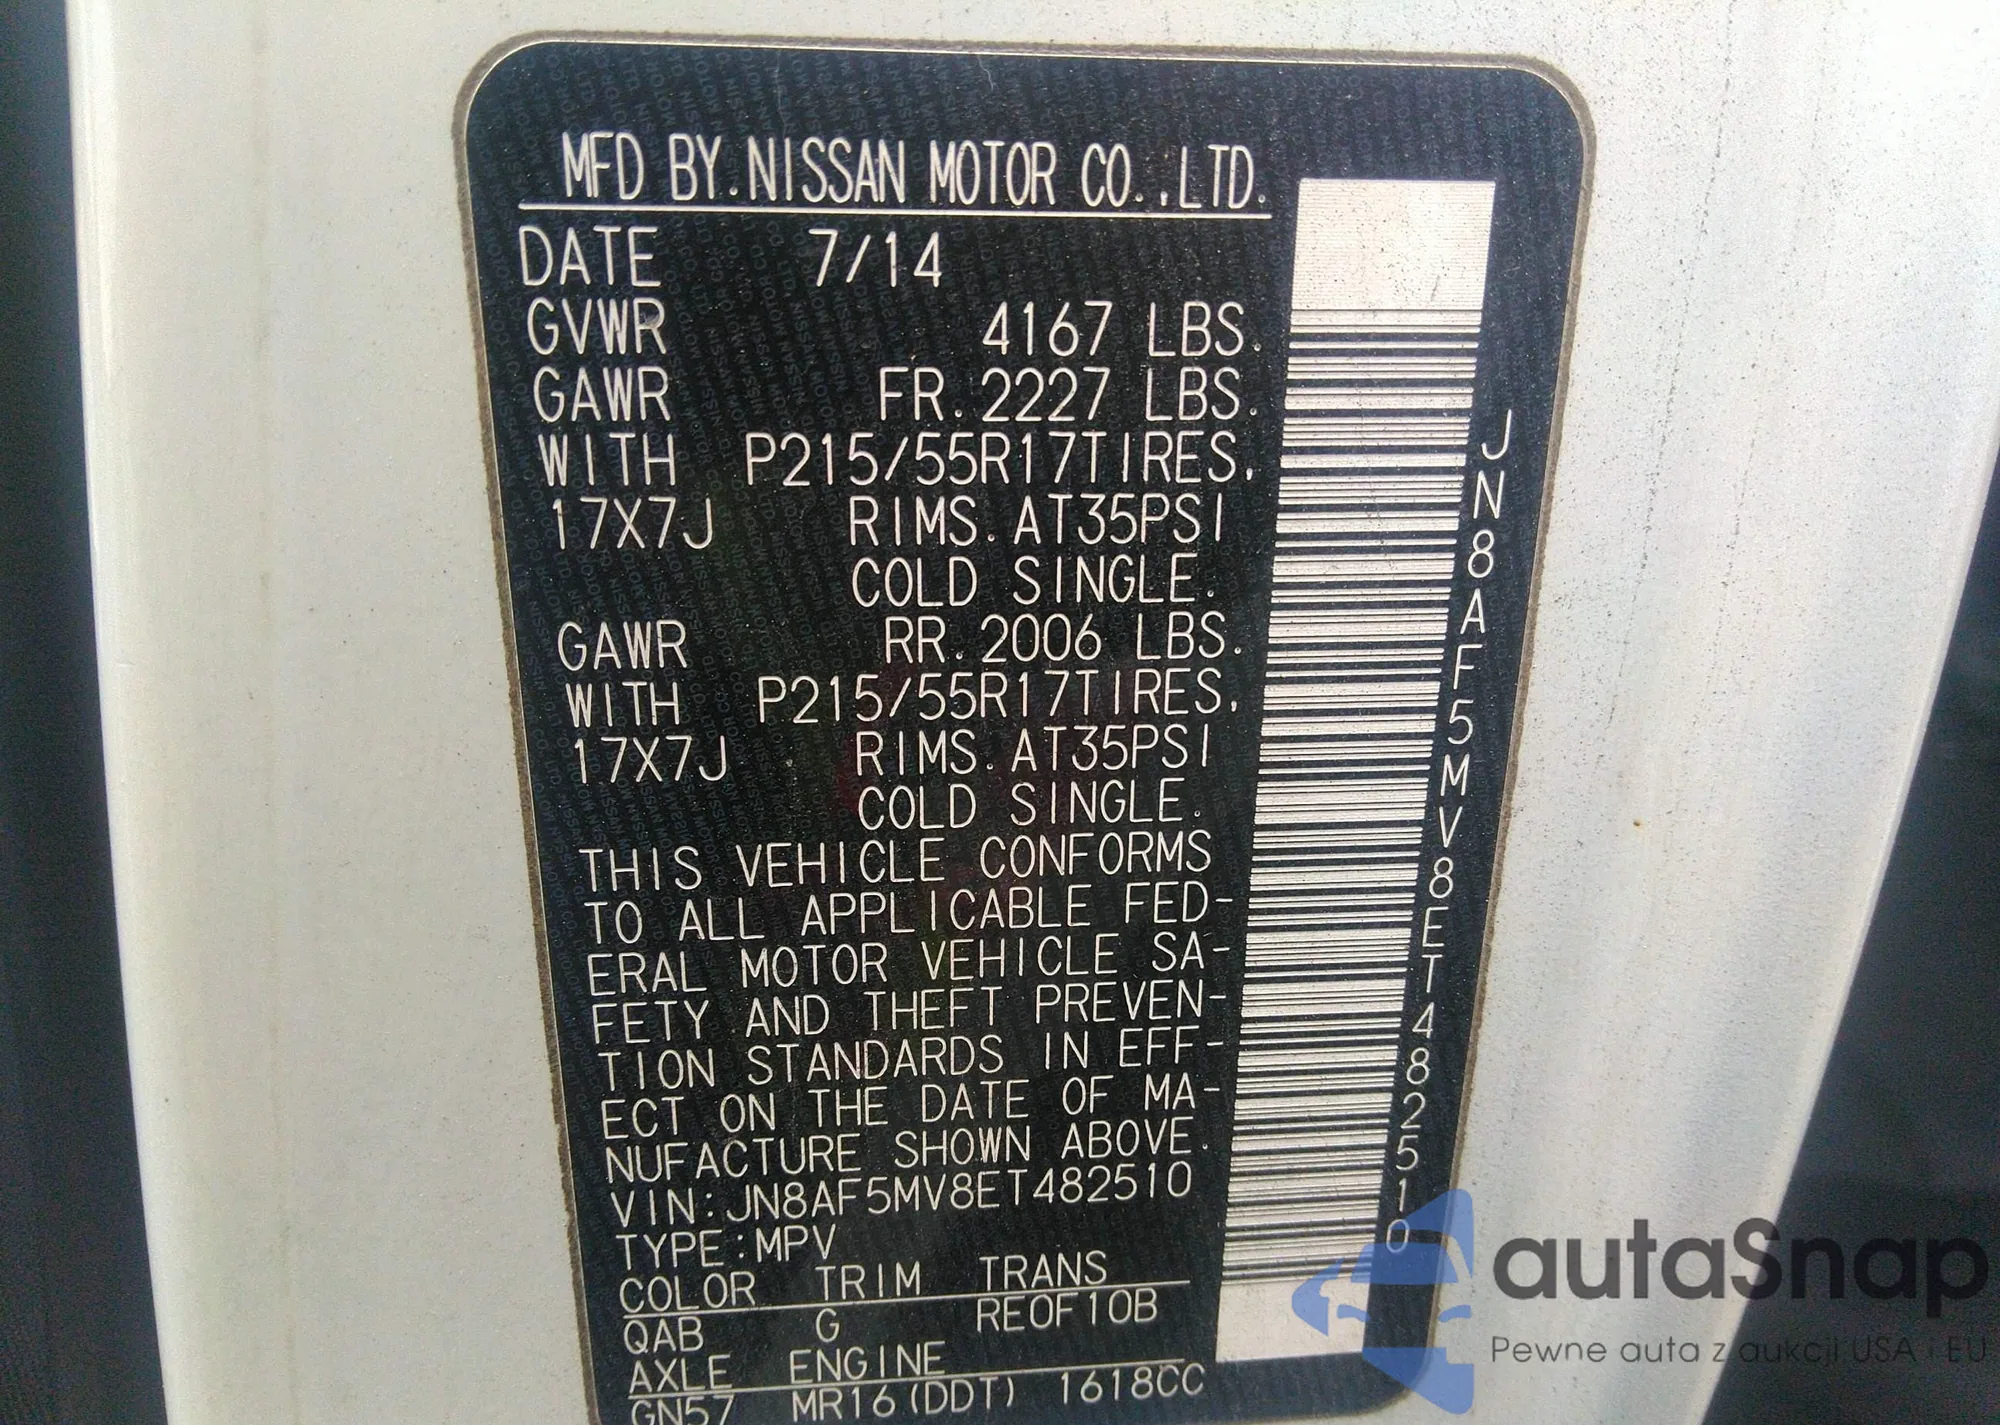 MFD BY.NISSAN MOTOR CO.,LTD.
DATE 7/14
GVWR 4167 LBS.
GAWR FR. 2227 LBS.
WITH P215/55R17TIRES,
17X7J RIMS. AT35PSI
COLD SINGLE.
GAWR RR. 2006 LBS.
WITH P215/55R17TIRES,
17X7J RIMS. AT35PSI
COLD SINGLE.
THIS VEHICLE CONFORMS
TO ALL APPLICABLE FED-
ERAL MOTOR VEHICLE SA-
FETY AND THEFT PREVEN-
TION STANDARDS IN EFF-
ECT ON THE DATE OF MA-
NUFACTURE SHOWN ABOVE.
VIN:JN8AF5MV8ET482510
TYPE:MPV
COLOR TRIM TRANS
QAB G RE0F10B
AXLE ENGINE
GN57 MR16(DDT) 1618CC
JN8AF5MV8ET482510
autaSnap
Pewne auta z aukcji USA i EU